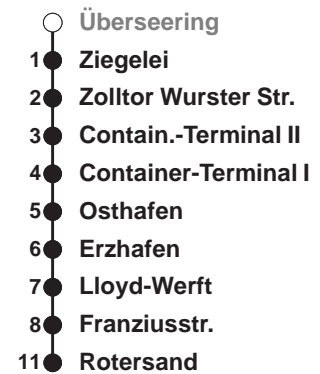 Überseering
1 Ziegelei
2 Zolltor Wurster Str.
3 Contain.-Terminal II
4 Container-Terminal I
5 Osthafen
6 Erzhafen
7 Lloyd-Werft
8 Franziusstr.
11 Rotersand